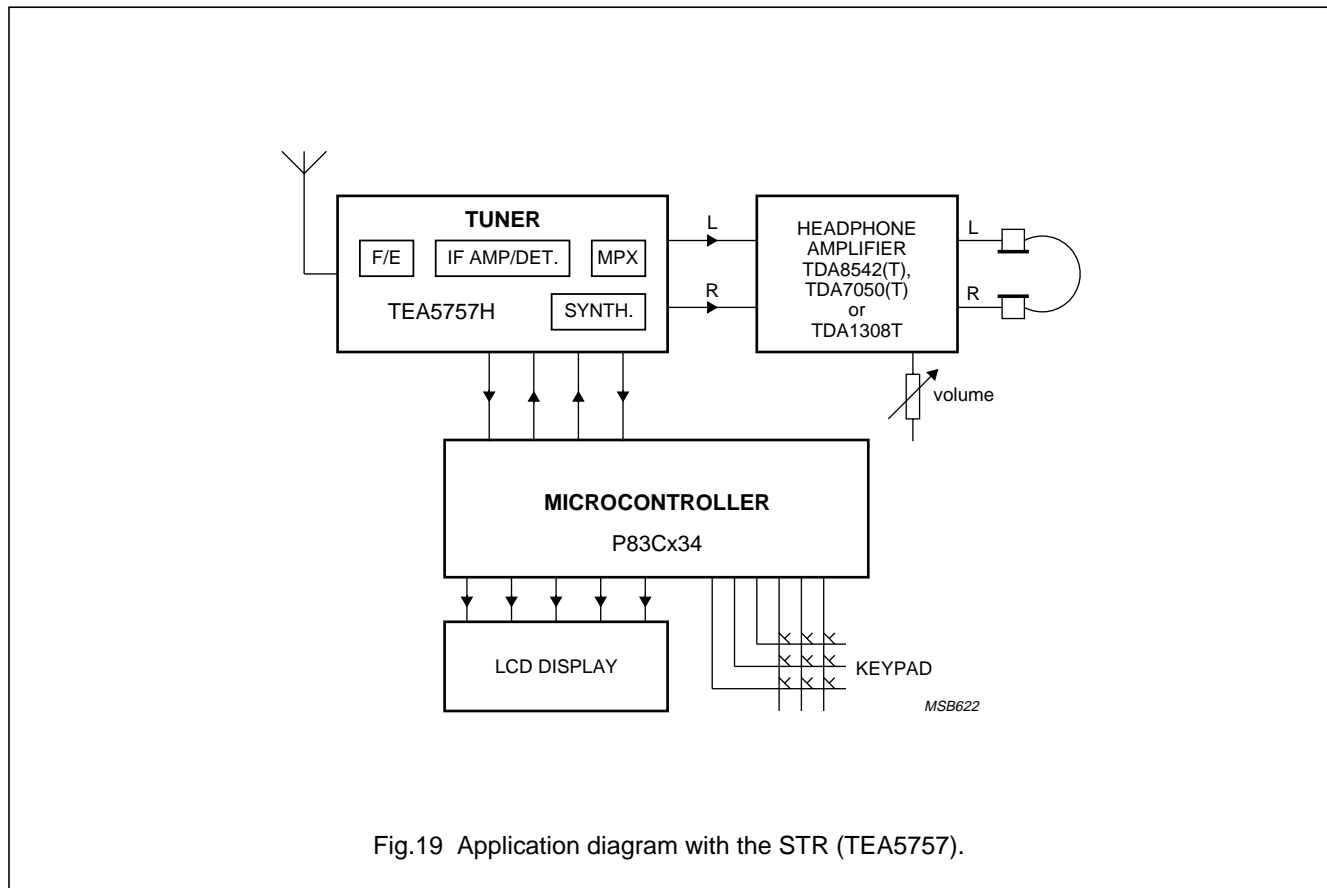 TUNER
F/E
IF AMP/DET.
MPX
TEA5757H
SYNTH.
L
R
HEADPHONE
AMPLIFIER
TDA8542(T),
TDA7050(T)
or
TDA1308T
L
R
volume
MICROCONTROLLER
P83Cx34
LCD DISPLAY
KEYPAD
MSB622
Fig.19 Application diagram with the STR (TEA5757).